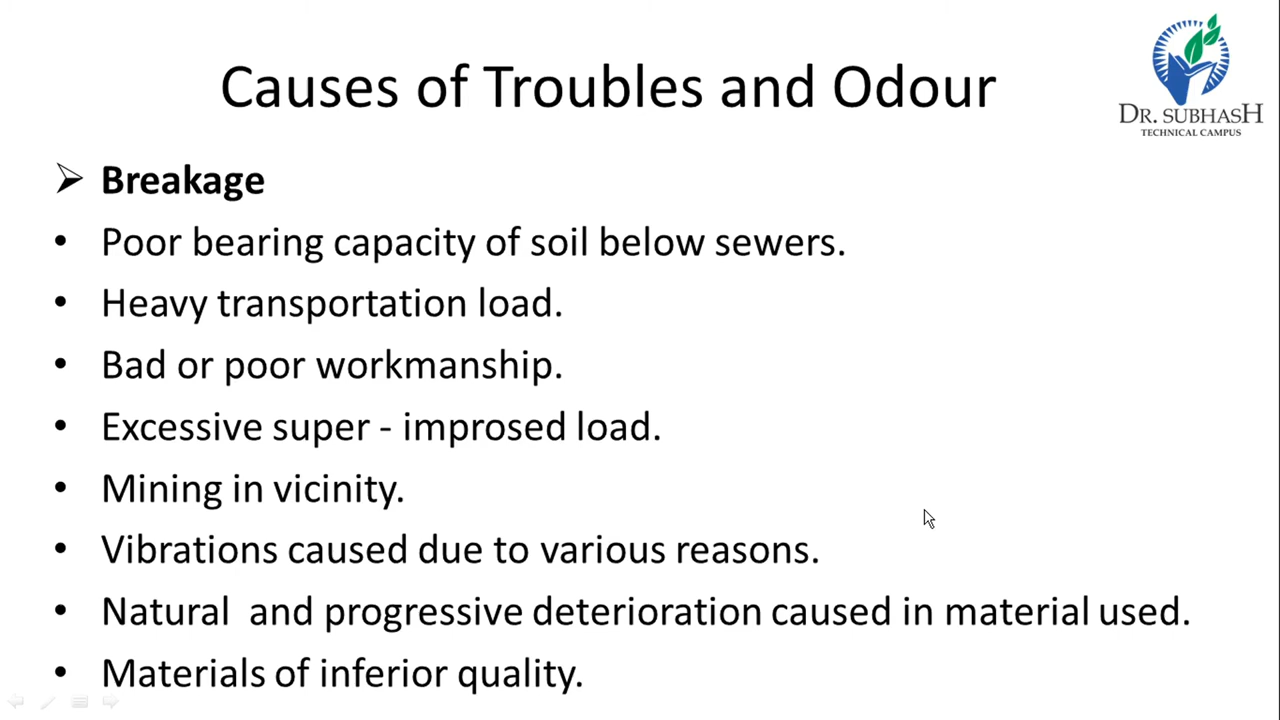 Causes of Troubles and Odour
DR. SUBHASH
TECHNICAL CAMPUS
➢ Breakage
• Poor bearing capacity of soil below sewers.
• Heavy transportation load.
• Bad or poor workmanship.
• Excessive super - improsed load.
• Mining in vicinity.
• Vibrations caused due to various reasons.
• Natural  and progressive deterioration caused in material used.
• Materials of inferior quality.